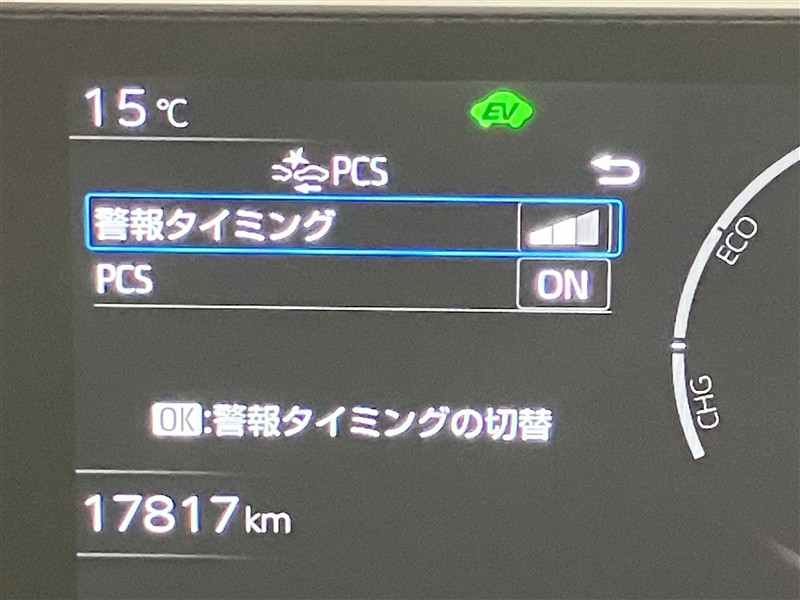 15℃
EV
PCS
警報タイミング
PCS ON
OK:警報タイミングの切替
17817km
ECO
CHG